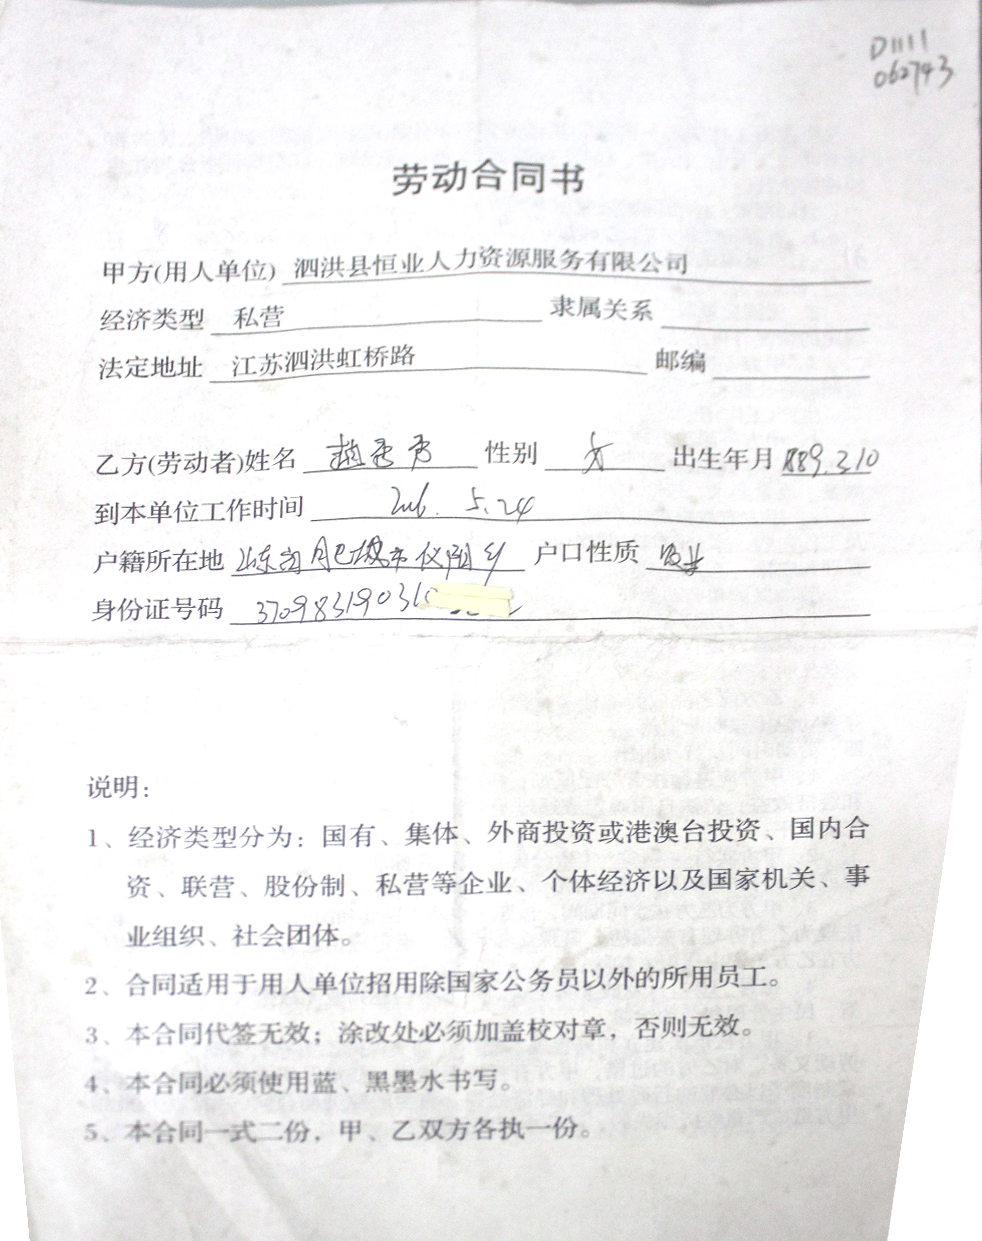 D1111
062743
劳动合同书
甲方(用人单位) 泗洪县恒业人力资源服务有限公司
经济类型 私营 隶属关系
法定地址 江苏泗洪虹桥路 邮编
乙方(劳动者)姓名 赵 性别 女 出生年月 1889.3.10
到本单位工作时间 5.24
户籍所在地 山东 仪阳乡 户口性质 农业
身份证号码
说明：
1、经济类型分为：国有、集体、外商投资或港澳台投资、国内合
资、联营、股份制、私营等企业、个体经济以及国家机关、事
业组织、社会团体。
2、合同适用于用人单位招用除国家公务员以外的所用员工。
3、本合同代签无效；涂改处必须加盖校对章，否则无效。
4、本合同必须使用蓝、黑墨水书写。
5、本合同一式二份，甲、乙双方各执一份。